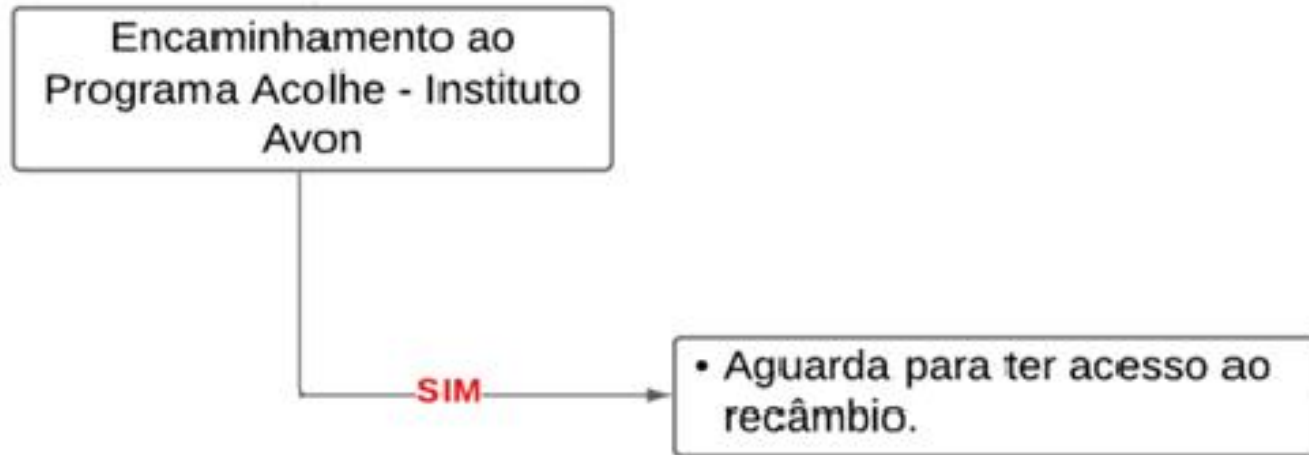 Encaminhamento ao
Programa Acolhe - Instituto
Avon
SIM
• Aguarda para ter acesso ao
recâmbio.